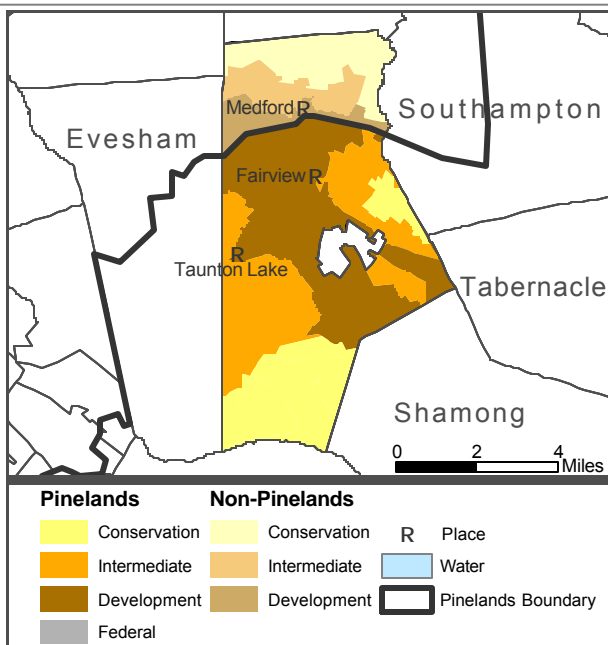 Medford R
Southampton
Evesham
Fairview R
R
Taunton Lake
Tabernacle
Shamong
0 2 4
Miles
Pinelands Non-Pinelands
Conservation Conservation R Place
Intermediate Intermediate Water
Development Development Pinelands Boundary
Federal